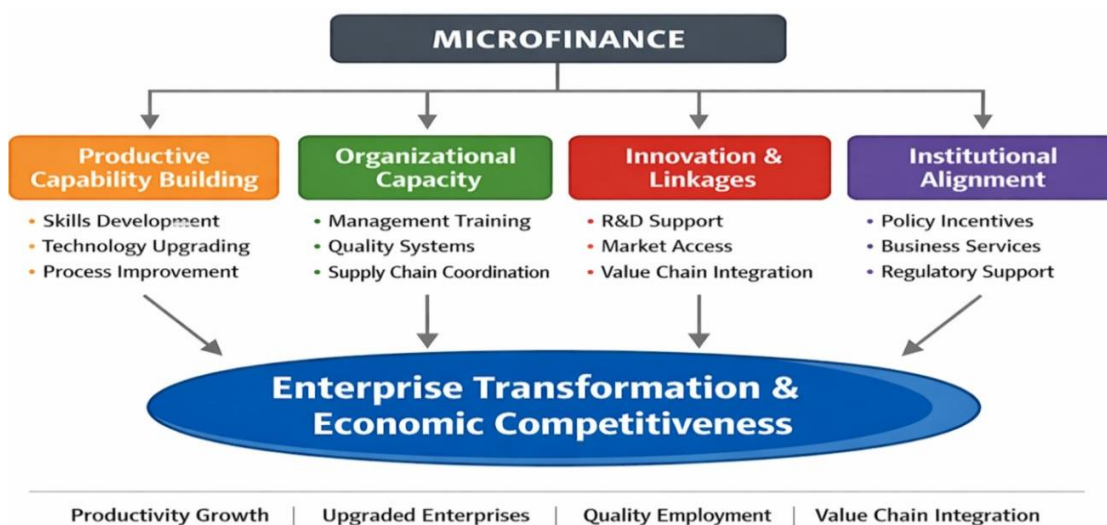 MICROFINANCE
Productive
Capability Building
• Skills Development
• Technology Upgrading
• Process Improvement
Organizational
Capacity
• Management Training
• Quality Systems
• Supply Chain Coordination
Innovation &
Linkages
• R&D Support
• Market Access
• Value Chain Integration
Institutional
Alignment
• Policy Incentives
• Business Services
• Regulatory Support
Enterprise Transformation &
Economic Competitiveness
Productivity Growth | Upgraded Enterprises | Quality Employment | Value Chain Integration